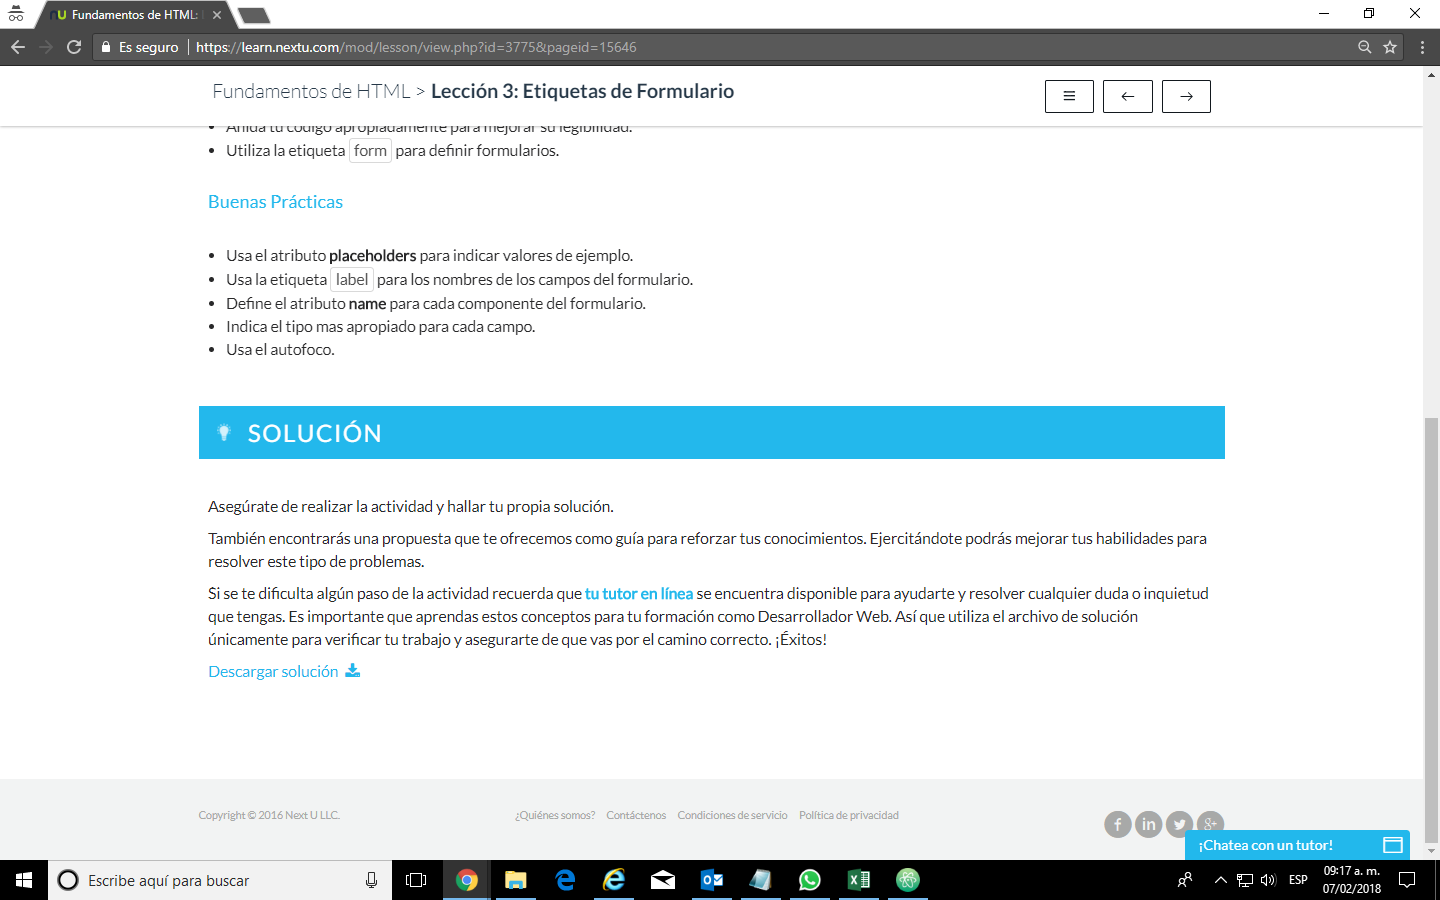 Fundamentos de HTML:
Es seguro
https://learn.nextu.com/mod/lesson/view.php?id=3775&pageid=15646
Fundamentos de HTML > Lección 3: Etiquetas de Formulario
Anida tu código apropiadamente para mejorar su legibilidad.
Utiliza la etiqueta form para definir formularios.
Buenas Prácticas
Usa el atributo placeholders para indicar valores de ejemplo.
Usa la etiqueta label para los nombres de los campos del formulario.
Define el atributo name para cada componente del formulario.
Indica el tipo mas apropiado para cada campo.
Usa el autofoco.
SOLUCIÓN
Asegúrate de realizar la actividad y hallar tu propia solución.
También encontrarás una propuesta que te ofrecemos como guía para reforzar tus conocimientos. Ejercitándote podrás mejorar tus habilidades para
resolver este tipo de problemas.
Si se te dificulta algún paso de la actividad recuerda que tu tutor en línea se encuentra disponible para ayudarte y resolver cualquier duda o inquietud
que tengas. Es importante que aprendas estos conceptos para tu formación como Desarrollador Web. Así que utiliza el archivo de solución
únicamente para verificar tu trabajo y asegurarte de que vas por el camino correcto. ¡Éxitos!
Descargar solución
Copyright © 2016 Next U LLC.
¿Quiénes somos? Contáctenos Condiciones de servicio Política de privacidad
¡Chatea con un tutor!
Escribe aquí para buscar
ESP
09:17 a. m.
07/02/2018